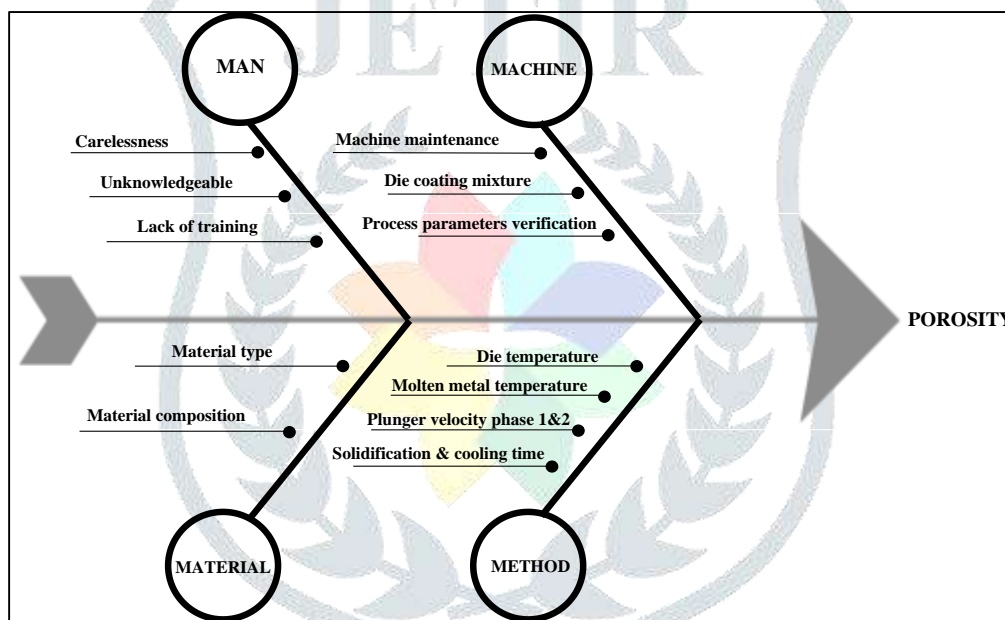 JETIR
MAN
MACHINE
Carelessness
Unknowledgeable
Lack of training
Machine maintenance
Die coating mixture
Process parameters verification
POROSITY
Material type
Material composition
Die temperature
Molten metal temperature
Plunger velocity phase 1&2
Solidification & cooling time
MATERIAL
METHOD